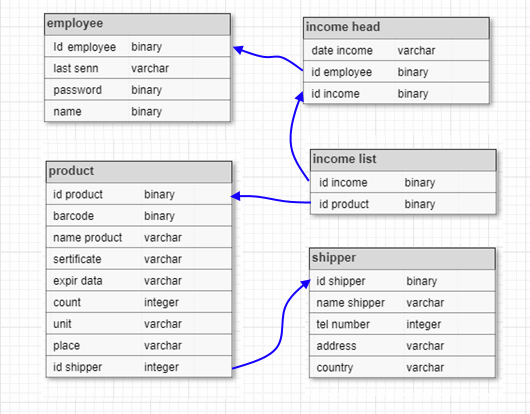 employee
Id employee binary
last senn varchar
password binary
name binary
income head
date income varchar
id employee binary
id income binary
product
id product binary
barcode binary
name product varchar
sertificate varchar
expir data varchar
count integer
unit varchar
place varchar
id shipper integer
income list
id income binary
id product binary
shipper
id shipper binary
name shipper varchar
tel number integer
address varchar
country varchar